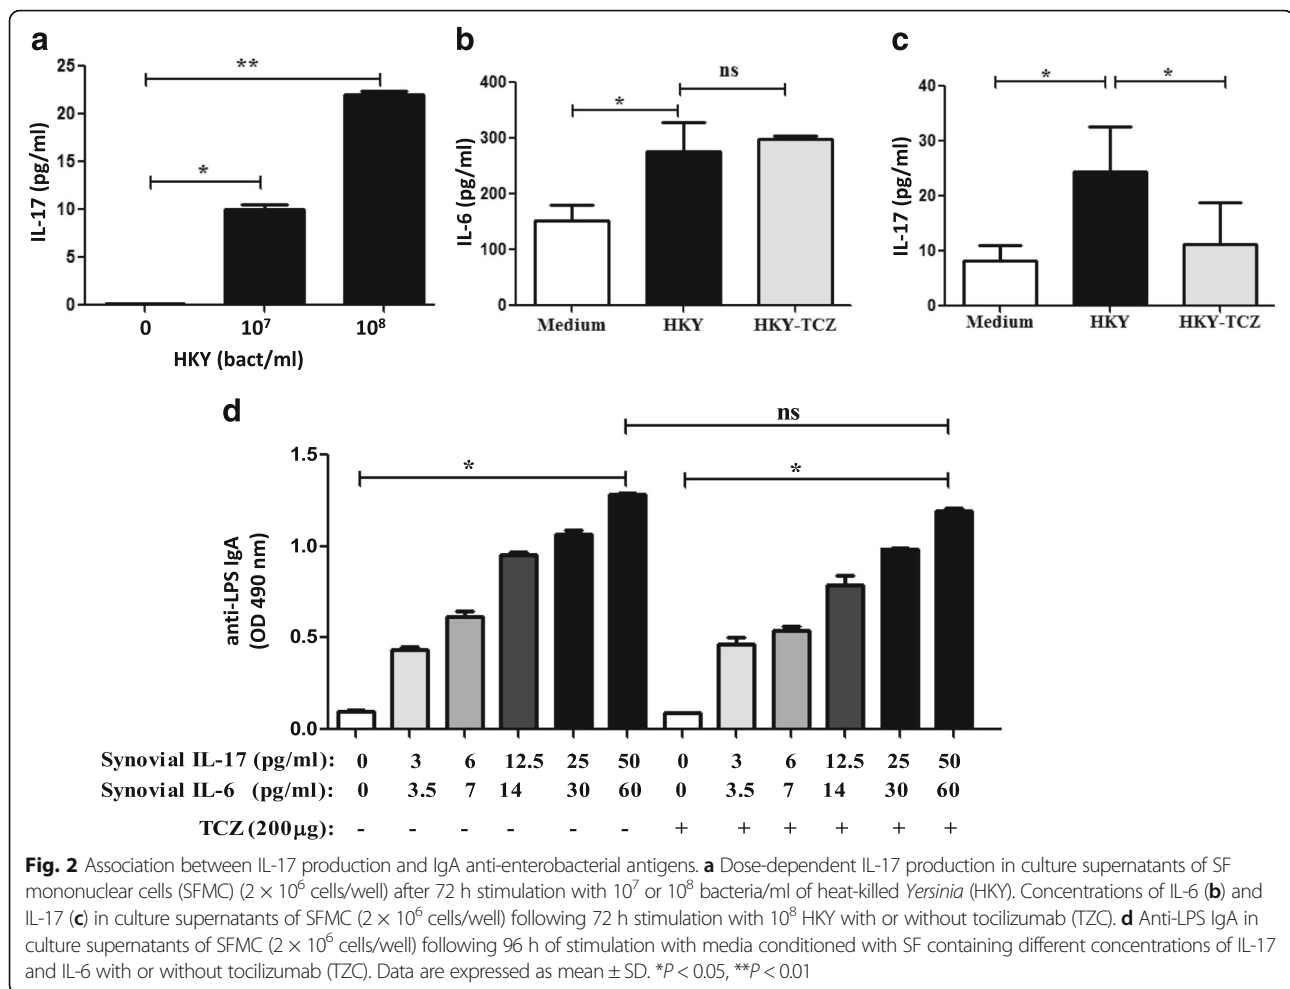 a
25
20
15
10
5
0
IL-17 (pg/ml)
**
*
0 10⁷ 10⁸
HKY (bact/ml)
b
400
300
200
100
0
IL-6 (pg/ml)
*
ns
Medium HKY HKY-TCZ
c
40
30
20
10
0
IL-17 (pg/ml)
* *
Medium HKY HKY-TCZ
d
1.5
1.0
0.5
0.0
anti-LPS IgA
(OD 490 nm)
ns
* *
Synovial IL-17 (pg/ml): 0 3 6 12.5 25 50 0 3 6 12.5 25 50
Synovial IL-6 (pg/ml): 0 3.5 7 14 30 60 0 3.5 7 14 30 60
TCZ (200µg): - - - - - - + + + + + +
Fig. 2 Association between IL-17 production and IgA anti-enterobacterial antigens. a Dose-dependent IL-17 production in culture supernatants of SF
mononuclear cells (SFMC) (2 × 10⁶ cells/well) after 72 h stimulation with 10⁷ or 10⁸ bacteria/ml of heat-killed Yersinia (HKY). Concentrations of IL-6 (b) and
IL-17 (c) in culture supernatants of SFMC (2 × 10⁶ cells/well) following 72 h stimulation with 10⁸ HKY with or without tocilizumab (TZC). d Anti-LPS IgA in
culture supernatants of SFMC (2 × 10⁶ cells/well) following 96 h of stimulation with media conditioned with SF containing different concentrations of IL-17
and IL-6 with or without tocilizumab (TZC). Data are expressed as mean ± SD. *P < 0.05, **P < 0.01